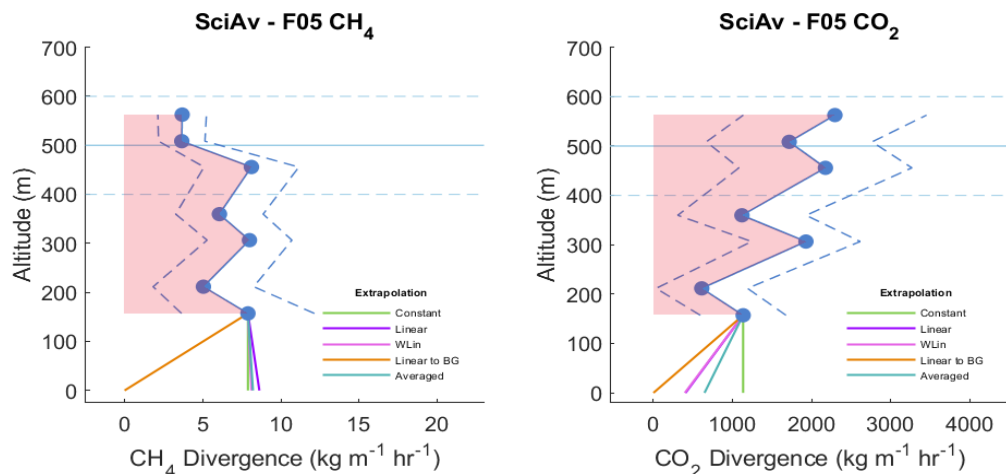 SciAv - F05 CH4
700
600
500
400
300
200
100
0
Altitude (m)
Extrapolation
Constant
Linear
WLin
Linear to BG
Averaged
0 5 10 15 20
CH4 Divergence (kg m⁻¹ hr⁻¹)
SciAv - F05 CO2
700
600
500
400
300
200
100
0
Altitude (m)
Extrapolation
Constant
Linear
WLin
Linear to BG
Averaged
0 1000 2000 3000 4000
CO2 Divergence (kg m⁻¹ hr⁻¹)